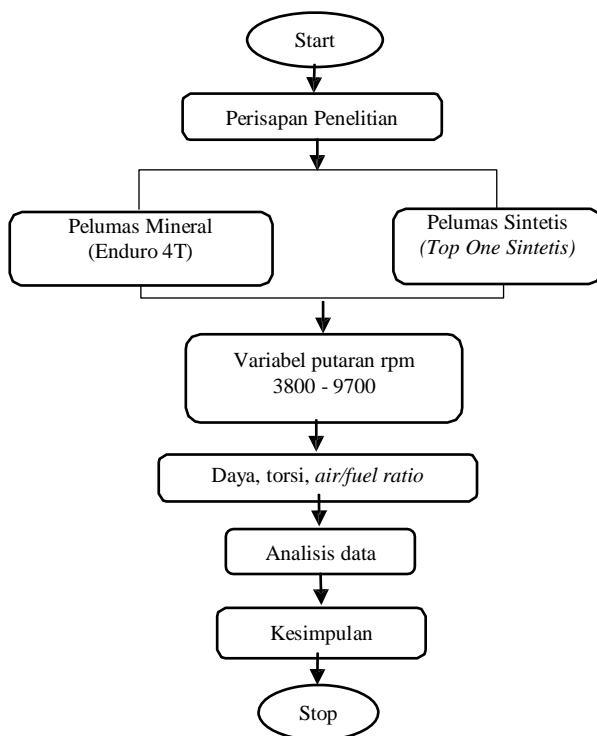 Start
Perisapan Penelitian
Pelumas Mineral
(Enduro 4T)
Pelumas Sintetis
(Top One Sintetis)
Variabel putaran rpm
3800 - 9700
Daya, torsi, air/fuel ratio
Analisis data
Kesimpulan
Stop